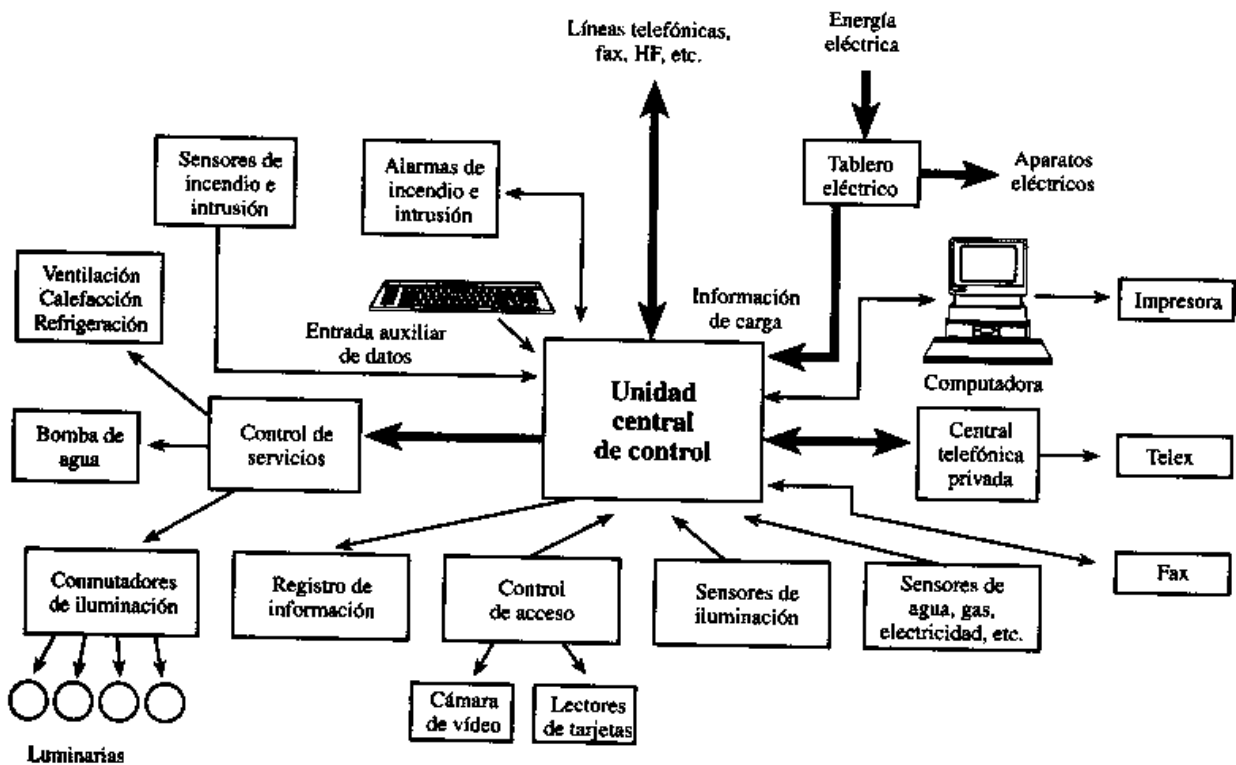 Líneas telefónicas,
fax, HF, etc.
Energía
eléctrica
Sensores de
incendio e
intrusión
Alarmas de
incendio e
intrusión
Tablero
eléctrico
Aparatos
eléctricos
Ventilación
Calefacción
Refrigeración
Entrada auxiliar
de datos
Información
de carga
Impresora
Computadora
Unidad
central
de control
Bomba de
agua
Control de
servicios
Central
telefónica
privada
Telex
Conmutadores
de iluminación
Registro de
información
Control
de acceso
Sensores de
iluminación
Sensores de
agua, gas,
electricidad, etc.
Fax
Cámara
de vídeo
Lectores
de tarjetas
Luminarias